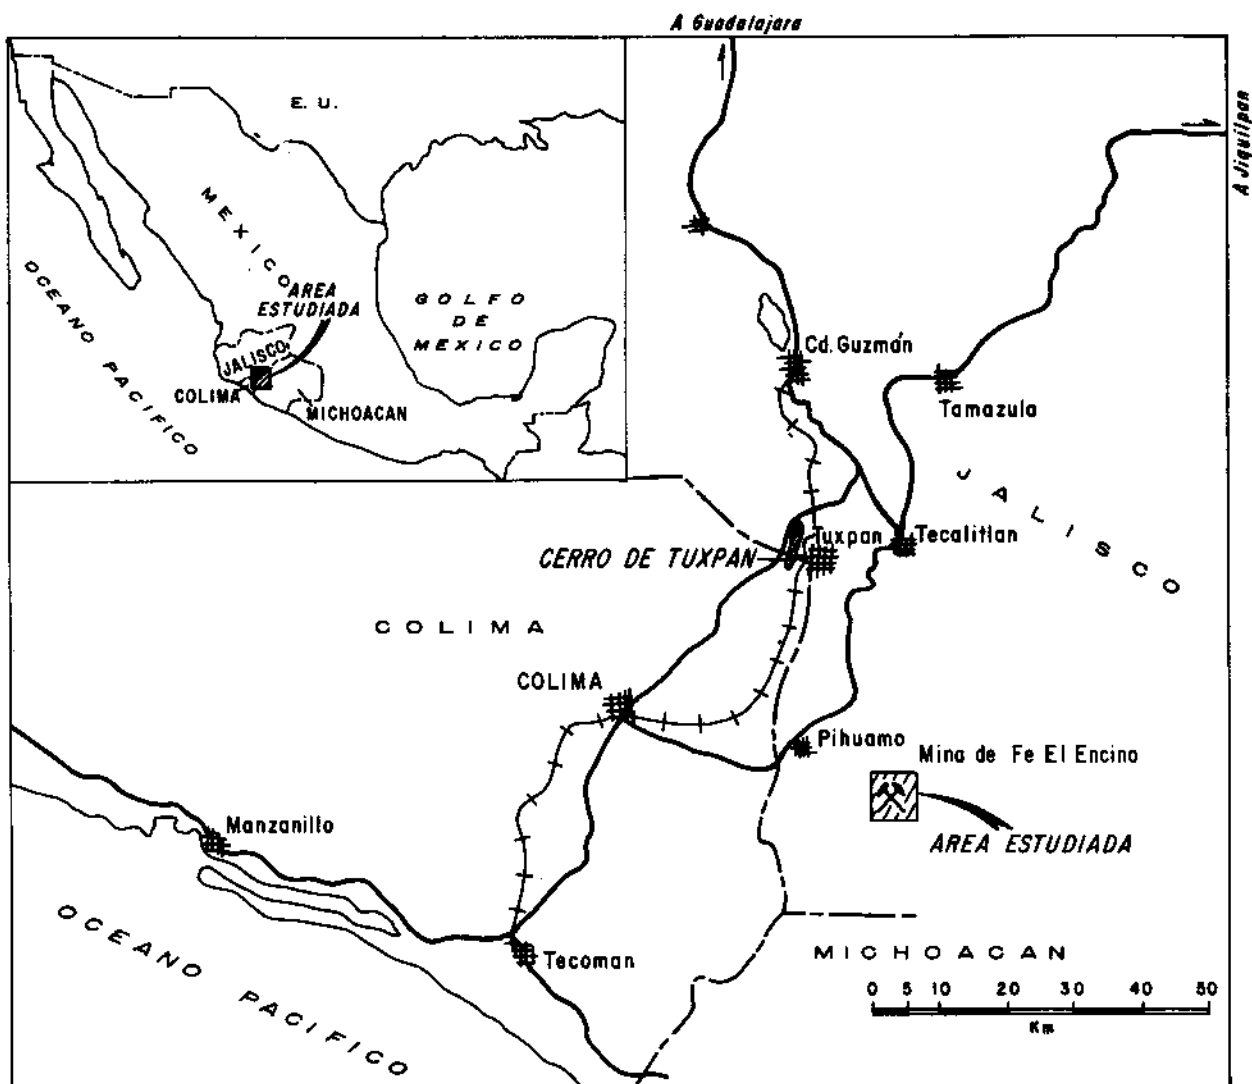 A Guadalajara
A Jiquilpan
E. U.
MEXICO
AREA
ESTUDIADA
GOLFO
DE
MEXICO
OCEANO PACIFICO
JALISCO
COLIMA
MICHOACAN
Cd. Guzmán
Tamazula
JALISCO
Tuxpan
Tecalitlan
CERRO DE TUXPAN
COLIMA
COLIMA
Pihuamo
Mina de Fe El Encino
AREA ESTUDIADA
Manzanillo
OCEANO PACIFICO
Tecoman
MICHOACAN
0 5 10 20 30 40 50
Km